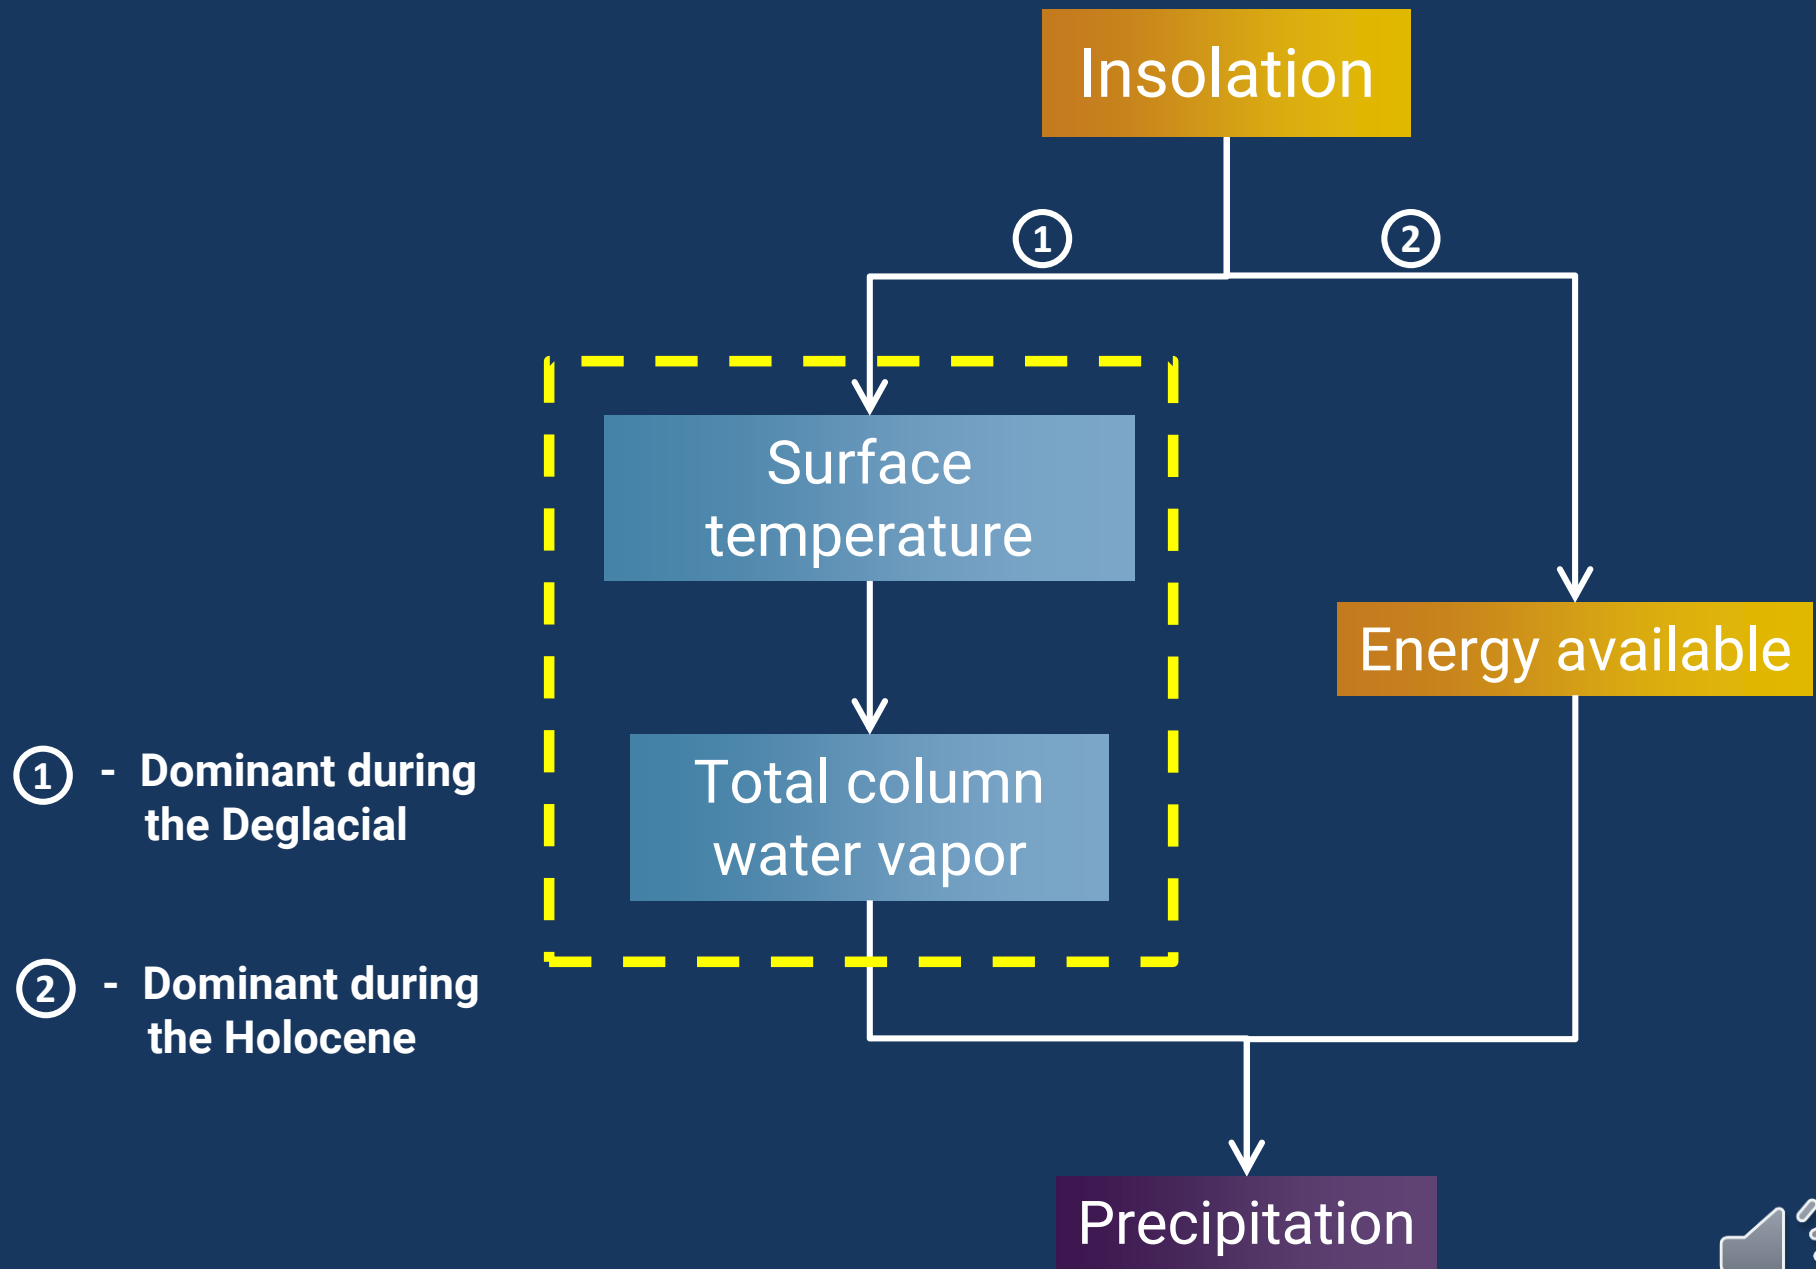 Insolation
1
2
Surface
temperature
Energy available
Total column
water vapor
1 - Dominant during
the Deglacial
2 - Dominant during
the Holocene
Precipitation